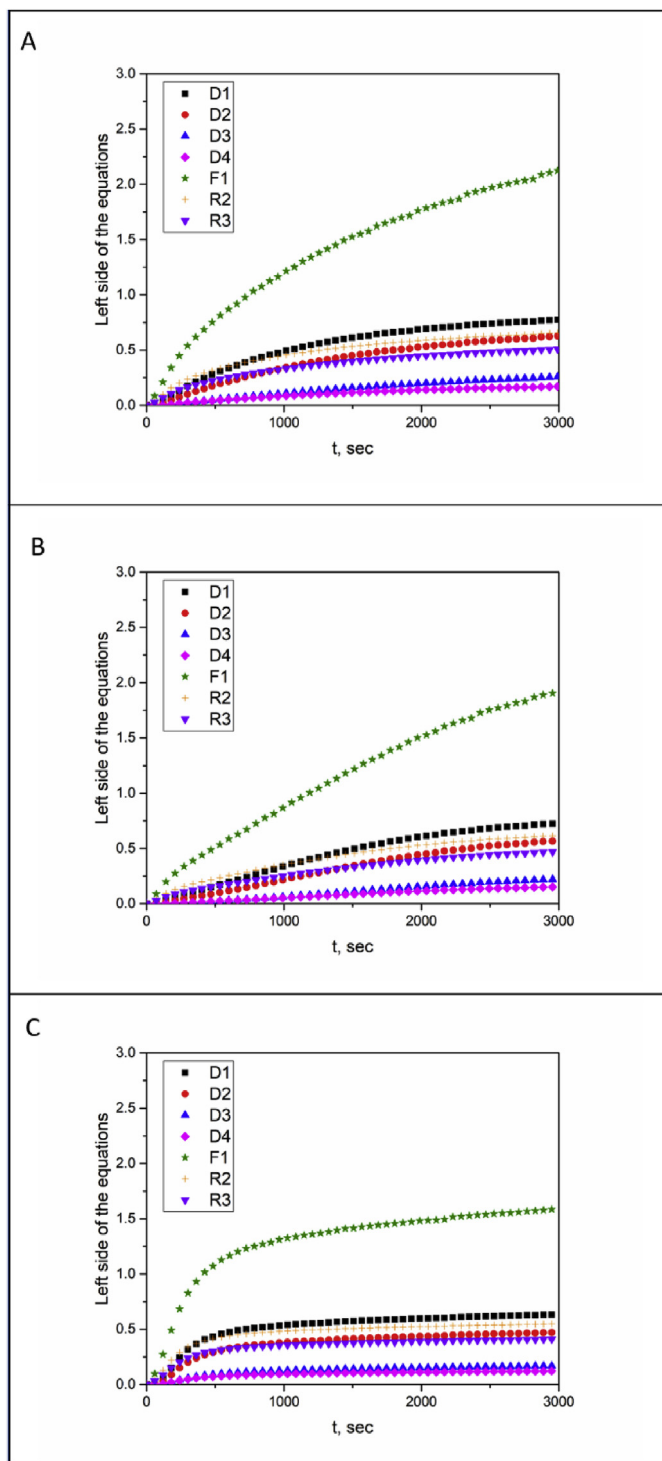 A
Left side of the equations
3.0
2.5
2.0
1.5
1.0
0.5
0.0
D1
D2
D3
D4
F1
R2
R3
0 1000 2000 3000
t, sec
B
Left side of the equations
3.0
2.5
2.0
1.5
1.0
0.5
0.0
D1
D2
D3
D4
F1
R2
R3
0 1000 2000 3000
t, sec
C
Left side of the equations
3.0
2.5
2.0
1.5
1.0
0.5
0.0
D1
D2
D3
D4
F1
R2
R3
0 1000 2000 3000
t, sec